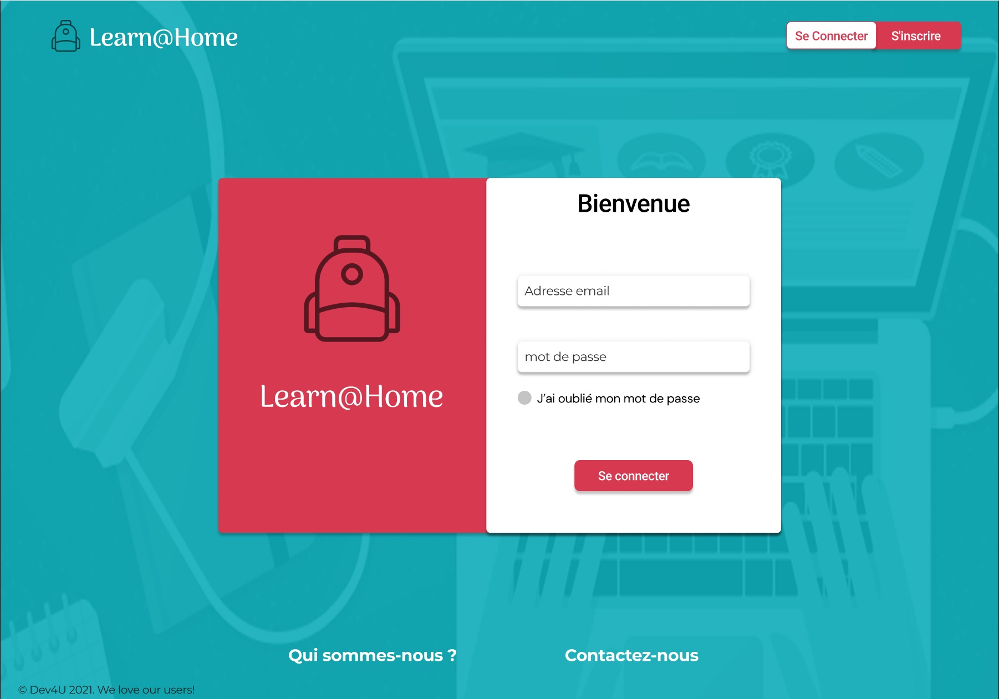 Learn@Home
Se Connecter
S'inscrire
Bienvenue
Adresse email
mot de passe
J'ai oublié mon mot de passe
Learn@Home
Se connecter
Qui sommes-nous ?
Contactez-nous
© Dev4U 2021. We love our users!